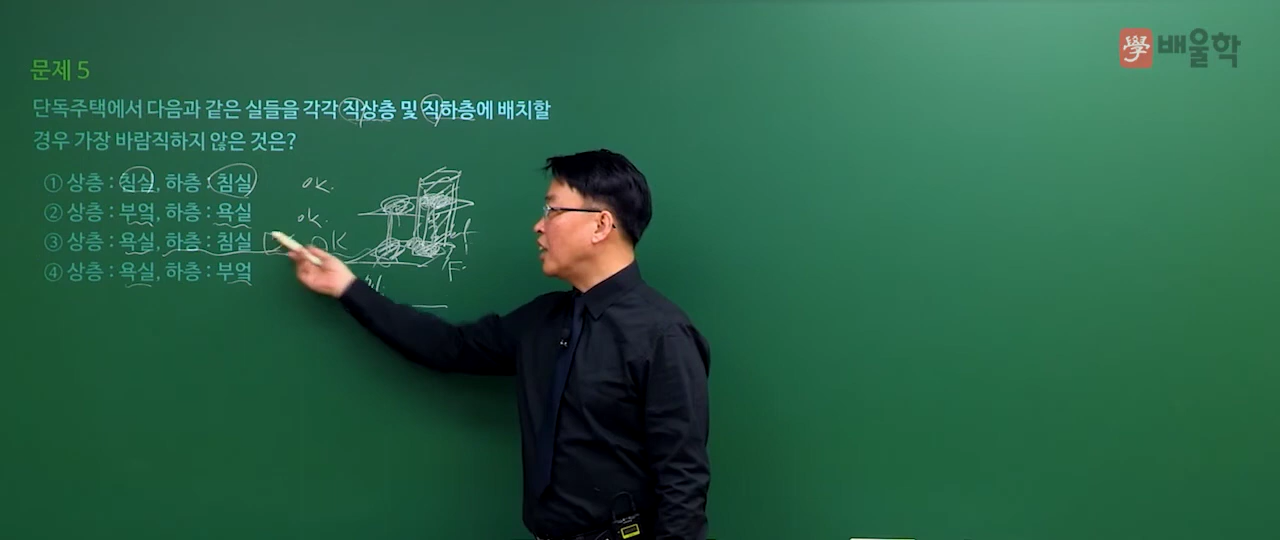 學 배울학
문제 5
단독주택에서 다음과 같은 실들을 각각 직상층 및 직하층에 배치할
경우 가장 바람직하지 않은 것은?
① 상층 : 침실, 하층 : 침실 OK.
② 상층 : 부엌, 하층 : 욕실 OK.
③ 상층 : 욕실, 하층 : 침실 OK
④ 상층 : 욕실, 하층 : 부엌